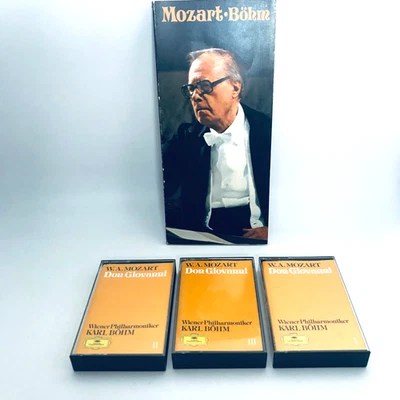 Mozart·Böhm
W.A. MOZART
Don Giovanni
Wiener Philharmoniker
KARL BÖHM
II
W.A. MOZART
Don Giovanni
Wiener Philharmoniker
KARL BÖHM
III
W.A. MOZART
Don Giovanni
Wiener Philharmoniker
KARL BÖHM
I